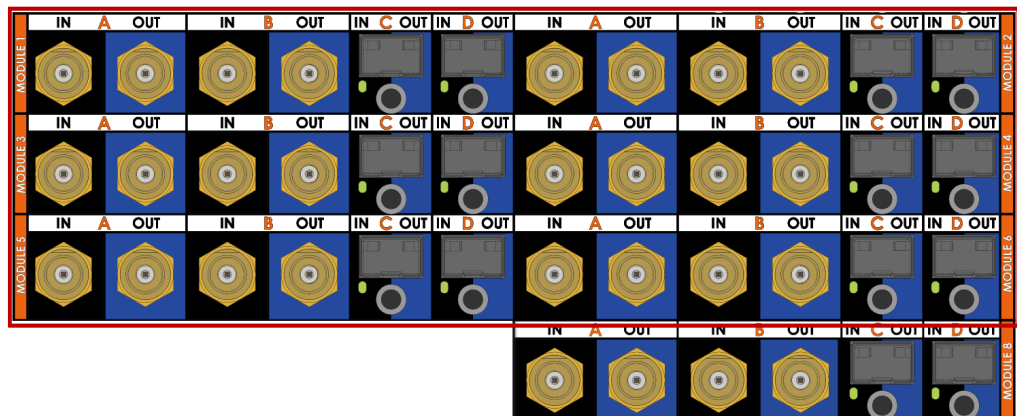 IN A OUT IN B OUT IN C OUT IN D OUT IN A OUT IN B OUT IN C OUT IN D OUT
MODULE 1
MODULE 2
IN A OUT IN B OUT IN C OUT IN D OUT IN A OUT IN B OUT IN C OUT IN D OUT
MODULE 3
MODULE 4
IN A OUT IN B OUT IN C OUT IN D OUT IN A OUT IN B OUT IN C OUT IN D OUT
MODULE 5
MODULE 6
IN A OUT IN B OUT IN C OUT IN D OUT
MODULE 8